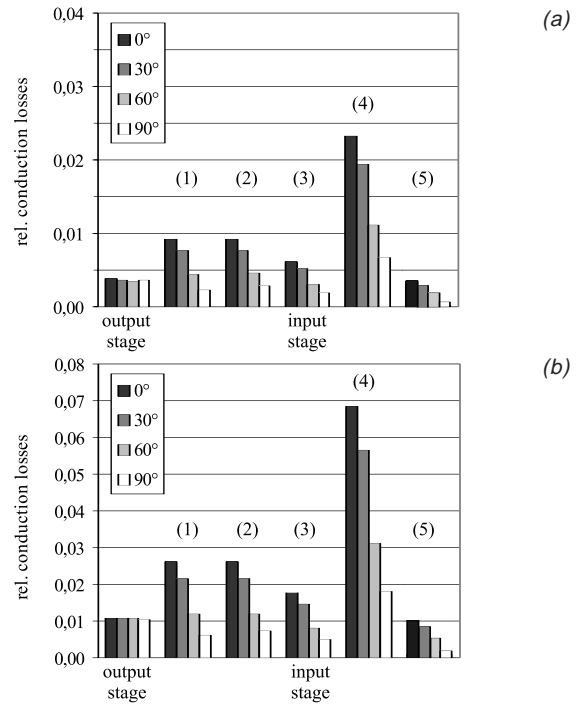 (a)
rel. conduction losses
0,04
0,03
0,02
0,01
0,00
0°
30°
60°
90°
(1)
(2)
(3)
(4)
(5)
output
stage
input
stage
(b)
rel. conduction losses
0,08
0,07
0,06
0,05
0,04
0,03
0,02
0,01
0,00
0°
30°
60°
90°
(1)
(2)
(3)
(4)
(5)
output
stage
input
stage